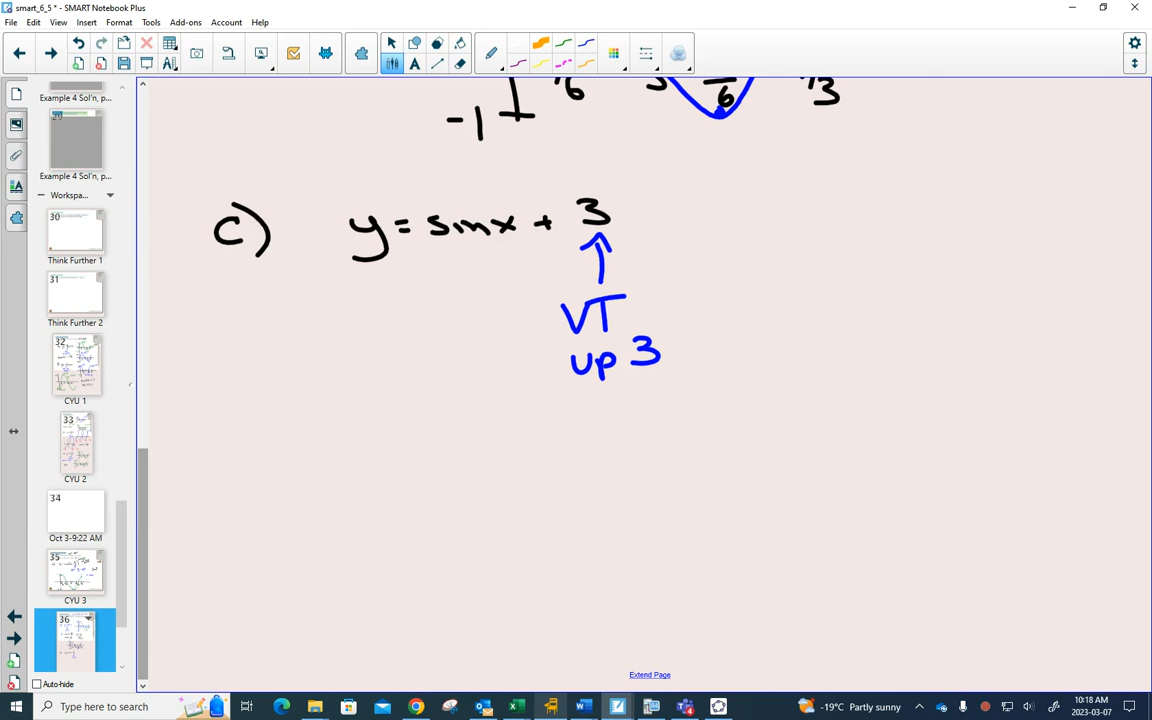 smart_6_5 * - SMART Notebook Plus
File Edit View Insert Format Tools Add-ons Account Help
Example 4 Sol'n, p...
29
Example 4 Sol'n, p...
Workspa...
30
Think Further 1
31
Think Further 2
32
CYU 1
33
CYU 2
34
Oct 3-9:22 AM
35
CYU 3
36
Auto-hide
-1
6
3
c) y = sinx + 3
VT
up 3
Extend Page
Type here to search
-19°C Partly sunny
10:18 AM
2023-03-07